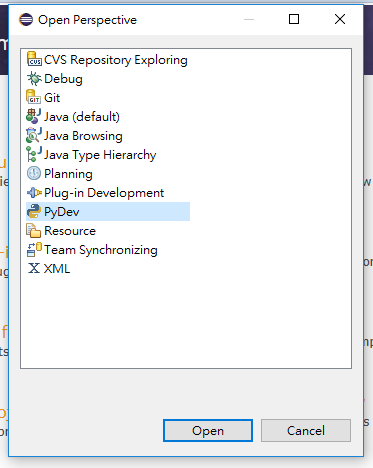 Open Perspective
CVS Repository Exploring
Debug
Git
Java (default)
Java Browsing
Java Type Hierarchy
Planning
Plug-in Development
PyDev
Resource
Team Synchronizing
XML
Open
Cancel